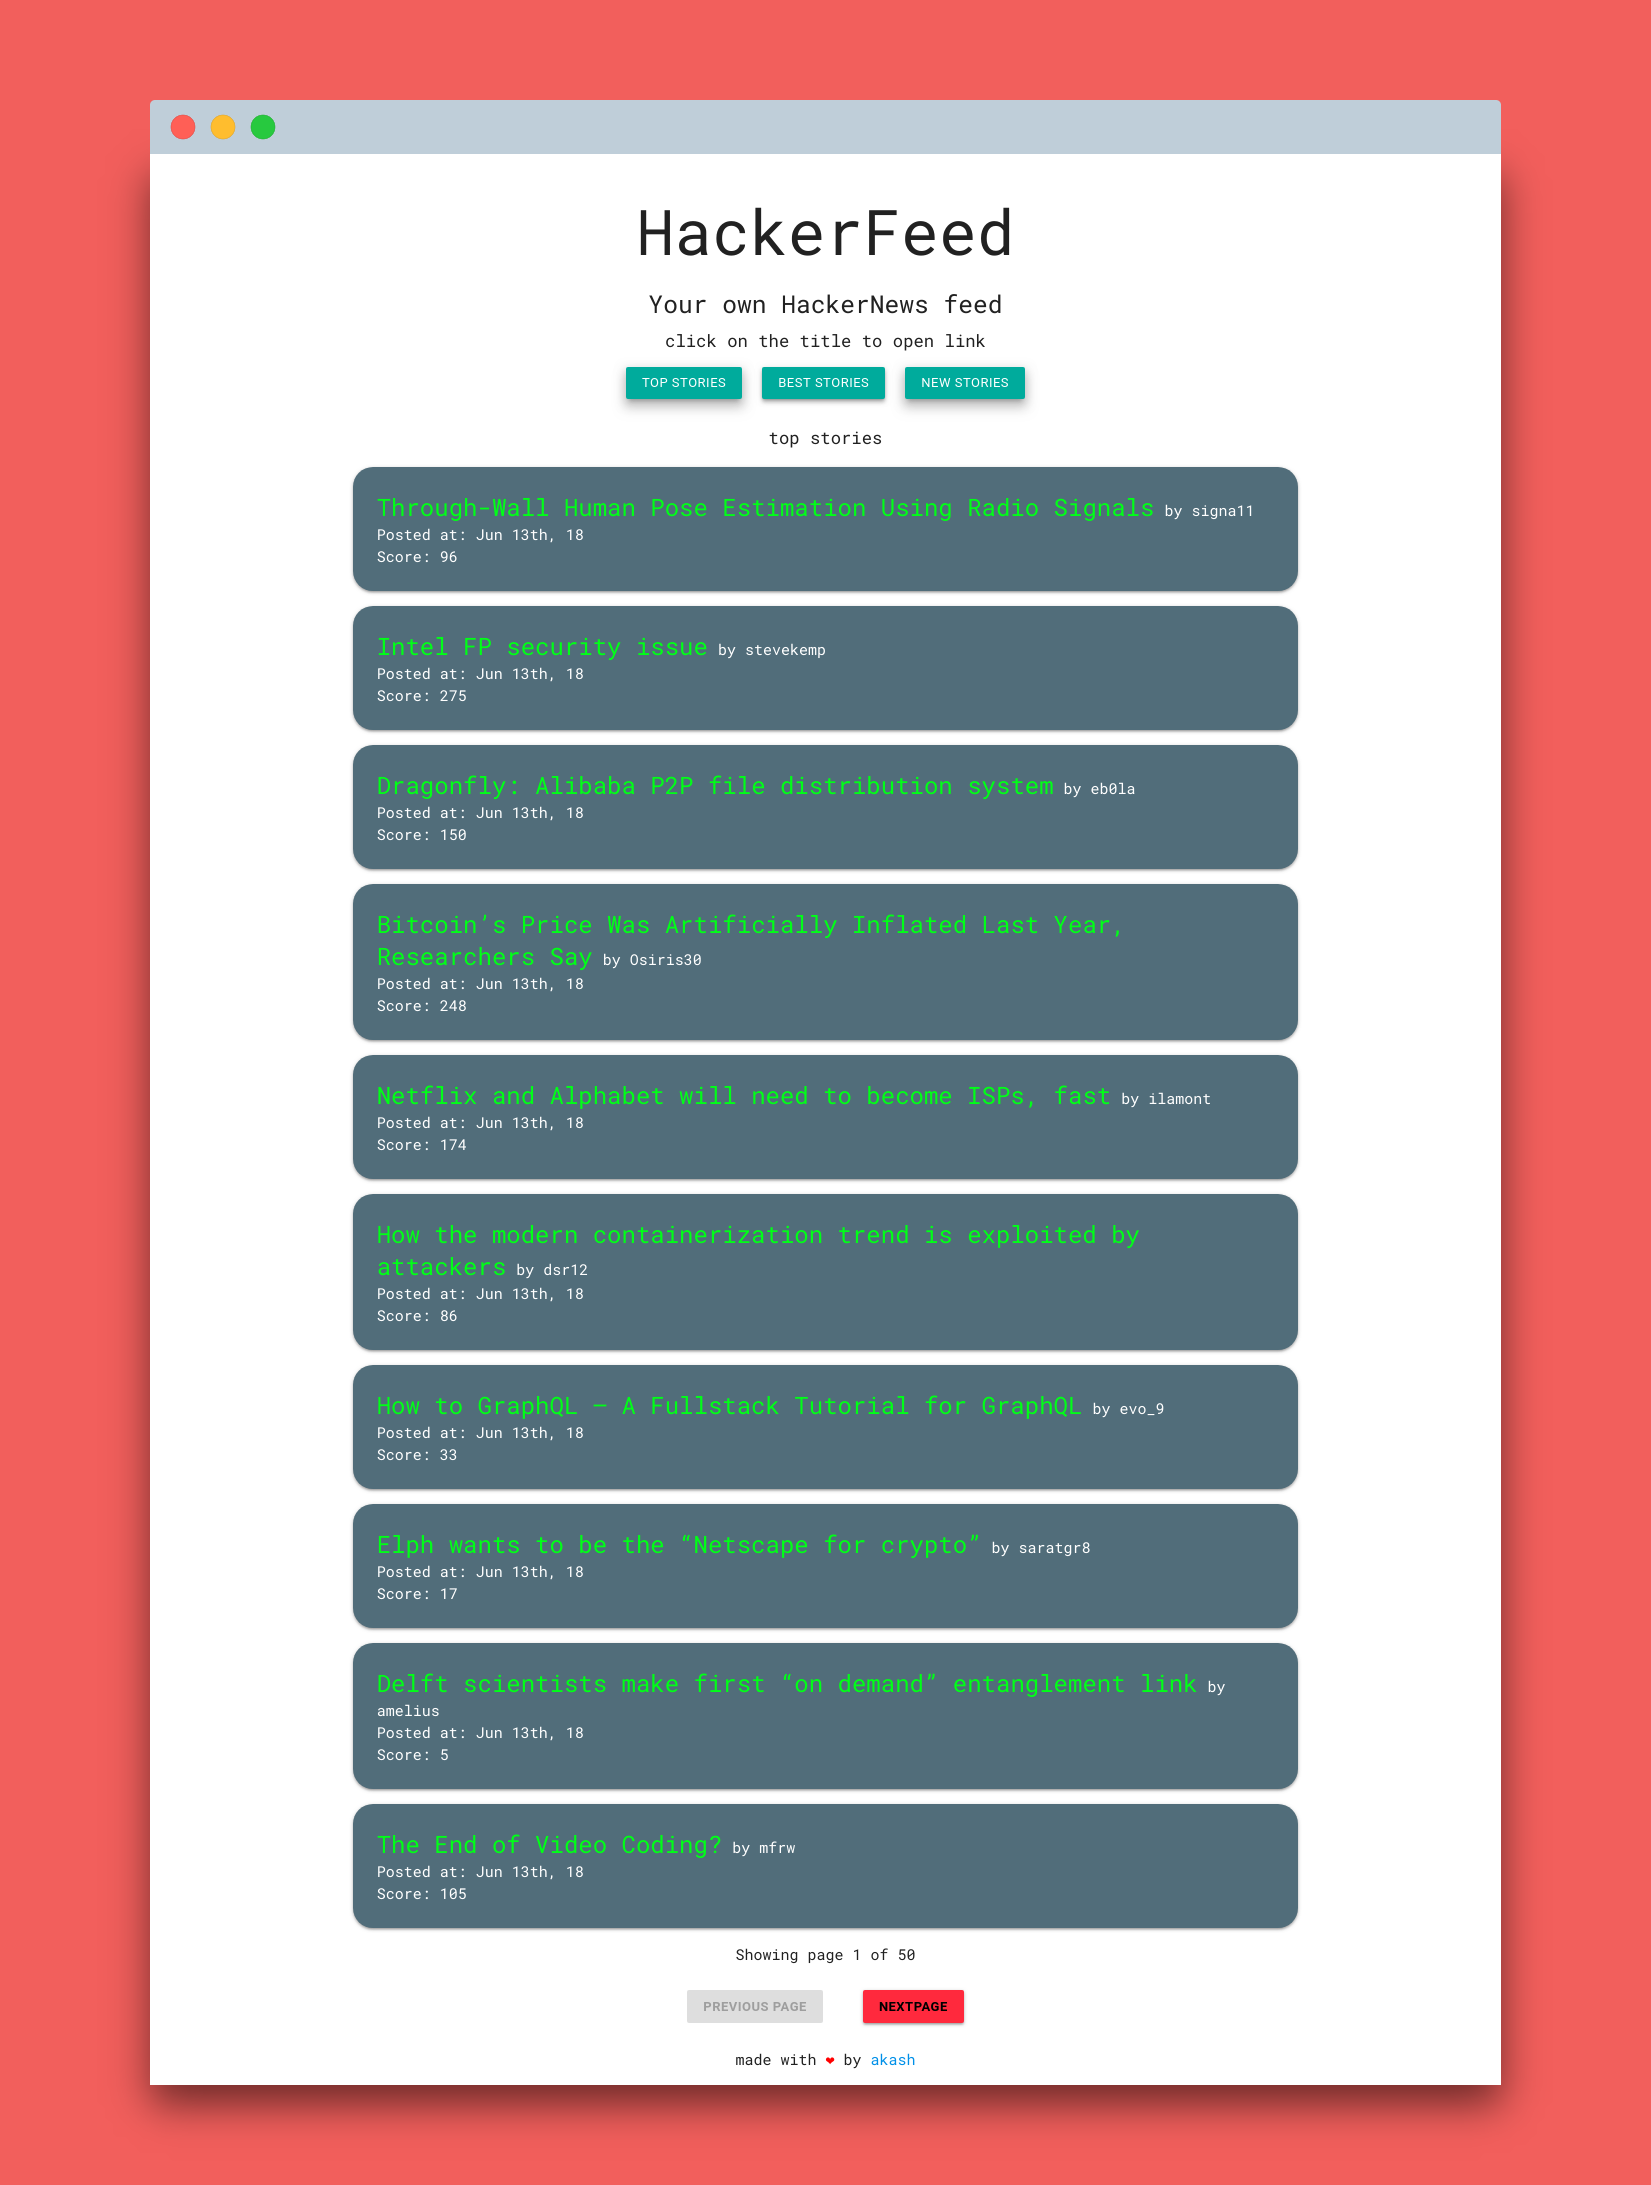 HackerFeed
Your own HackerNews feed
click on the title to open link
TOP STORIES BEST STORIES NEW STORIES
top stories
Through-Wall Human Pose Estimation Using Radio Signals by signa11
Posted at: Jun 13th, 18
Score: 96
Intel FP security issue by stevekemp
Posted at: Jun 13th, 18
Score: 275
Dragonfly: Alibaba P2P file distribution system by eb0la
Posted at: Jun 13th, 18
Score: 150
Bitcoin’s Price Was Artificially Inflated Last Year,
Researchers Say by Osiris30
Posted at: Jun 13th, 18
Score: 248
Netflix and Alphabet will need to become ISPs, fast by ilamont
Posted at: Jun 13th, 18
Score: 174
How the modern containerization trend is exploited by
attackers by dsr12
Posted at: Jun 13th, 18
Score: 86
How to GraphQL – A Fullstack Tutorial for GraphQL by evo_9
Posted at: Jun 13th, 18
Score: 33
Elph wants to be the “Netscape for crypto” by saratgr8
Posted at: Jun 13th, 18
Score: 17
Delft scientists make first “on demand” entanglement link by
amelius
Posted at: Jun 13th, 18
Score: 5
The End of Video Coding? by mfrw
Posted at: Jun 13th, 18
Score: 105
Showing page 1 of 50
PREVIOUS PAGE NEXTPAGE
made with ❤ by akash